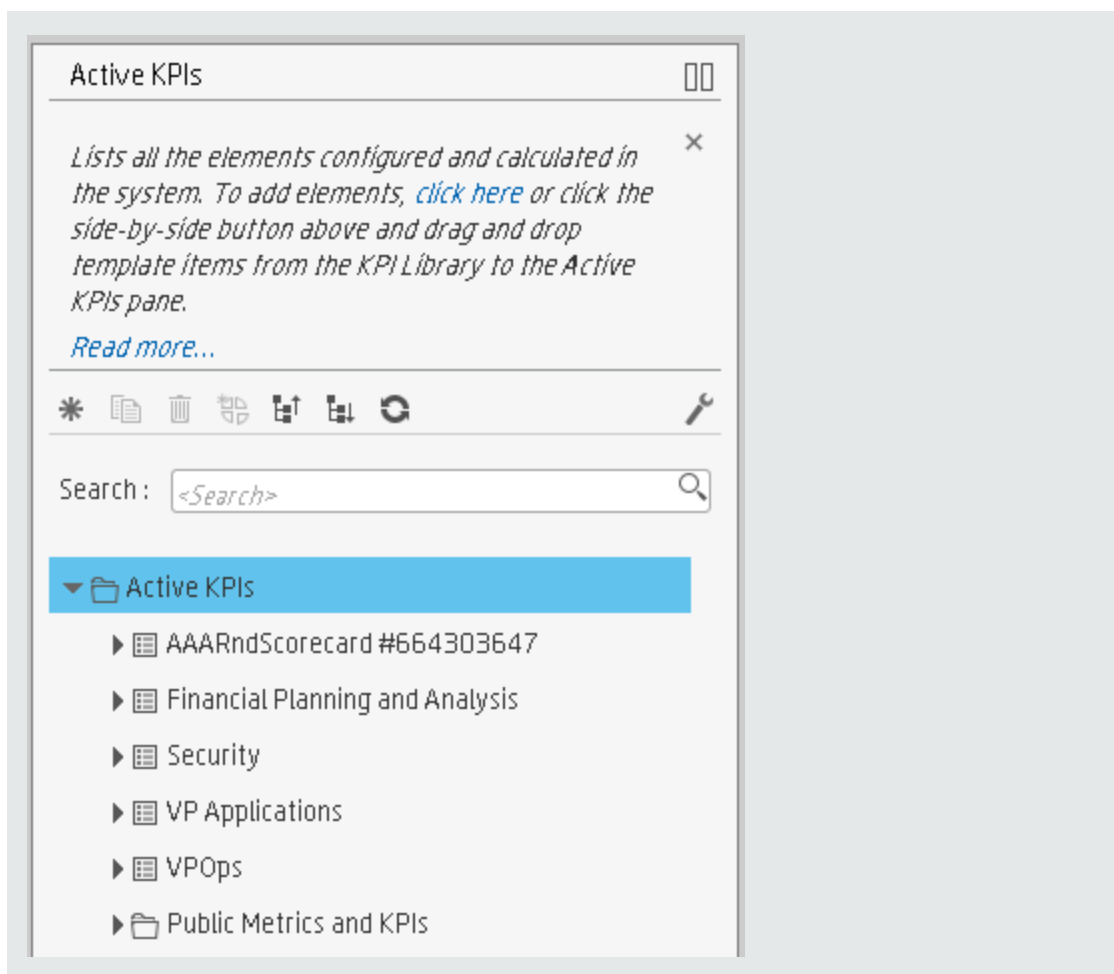 Active KPIs
Lists all the elements configured and calculated in
the system. To add elements, click here or click the
side-by-side button above and drag and drop
template items from the KPI Library to the Active
KPIs pane.
Read more...
Search :
<Search>
Active KPIs
AAARndScorecard #664303647
Financial Planning and Analysis
Security
VP Applications
VPOps
Public Metrics and KPIs